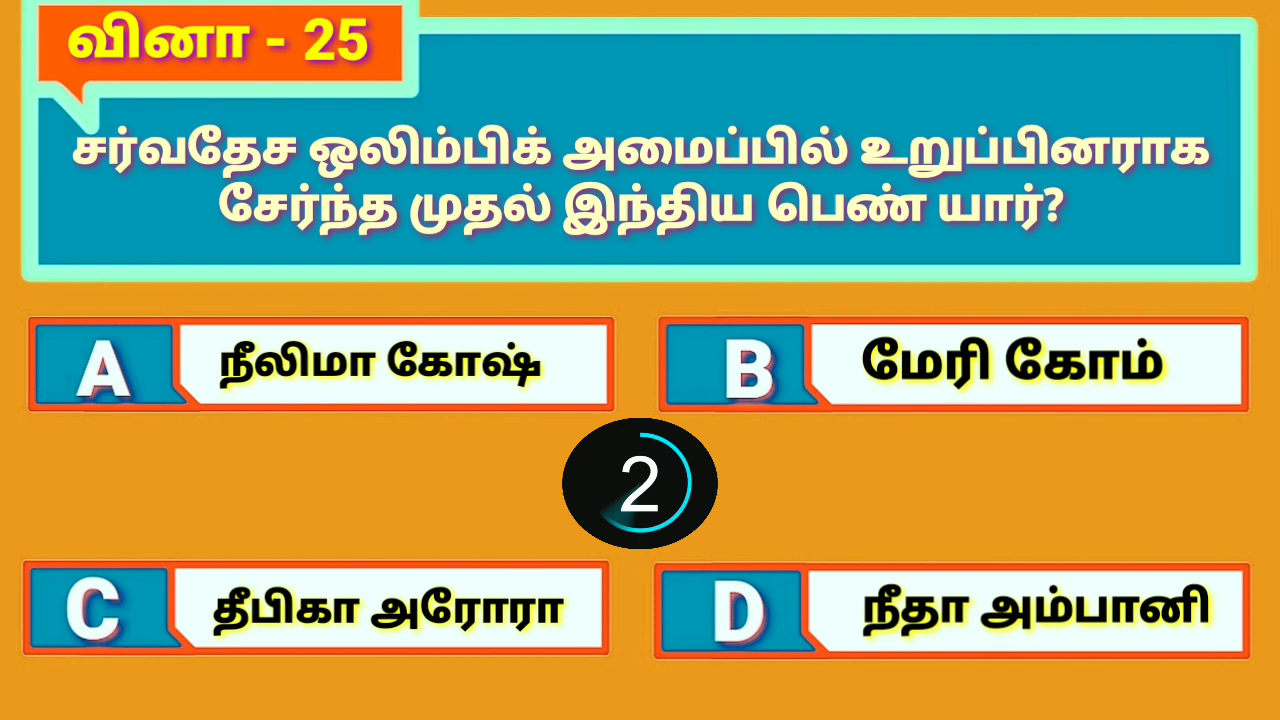 வினா - 25
சர்வதேச ஒலிம்பிக் அமைப்பில் உறுப்பினராக
சேர்ந்த முதல் இந்திய பெண் யார்?
A நீலிமா கோஷ்
B மேரி கோம்
2
C தீபிகா அரோரா
D நீதா அம்பானி